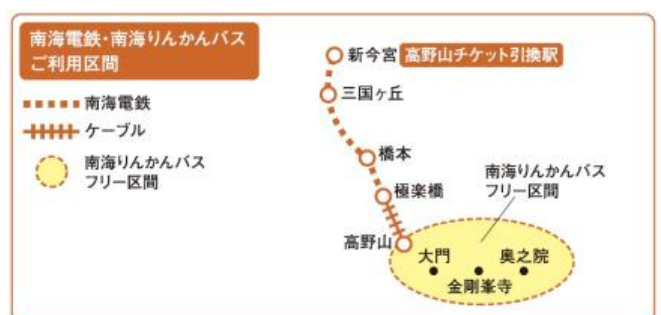 南海電鉄・南海りんかんバス
ご利用区間
南海電鉄
ケーブル
南海りんかんバス
フリー区間
新今宮 高野山チケット引換駅
三国ヶ丘
橋本
極楽橋
南海りんかんバス
フリー区間
高野山
大門
奥之院
金剛峯寺